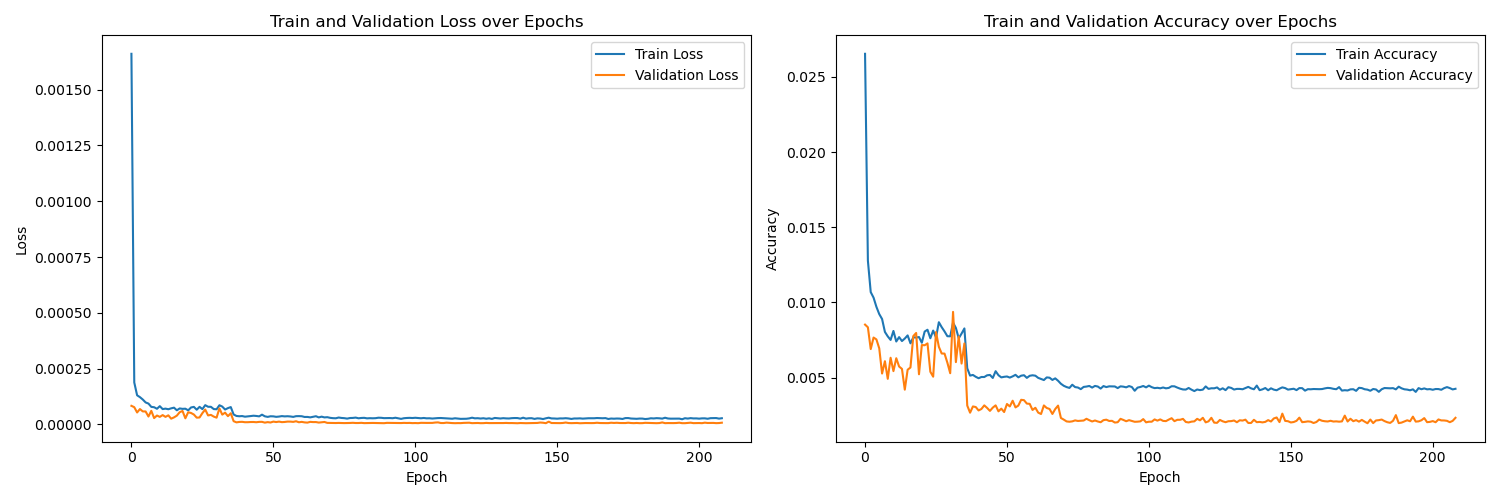 Train and Validation Loss over Epochs
Train Loss
Validation Loss
0.00150
0.00125
0.00100
0.00075
0.00050
0.00025
0.00000
Loss
0
50
100
150
200
Epoch
Train and Validation Accuracy over Epochs
Train Accuracy
Validation Accuracy
0.025
0.020
0.015
0.010
0.005
Accuracy
0
50
100
150
200
Epoch